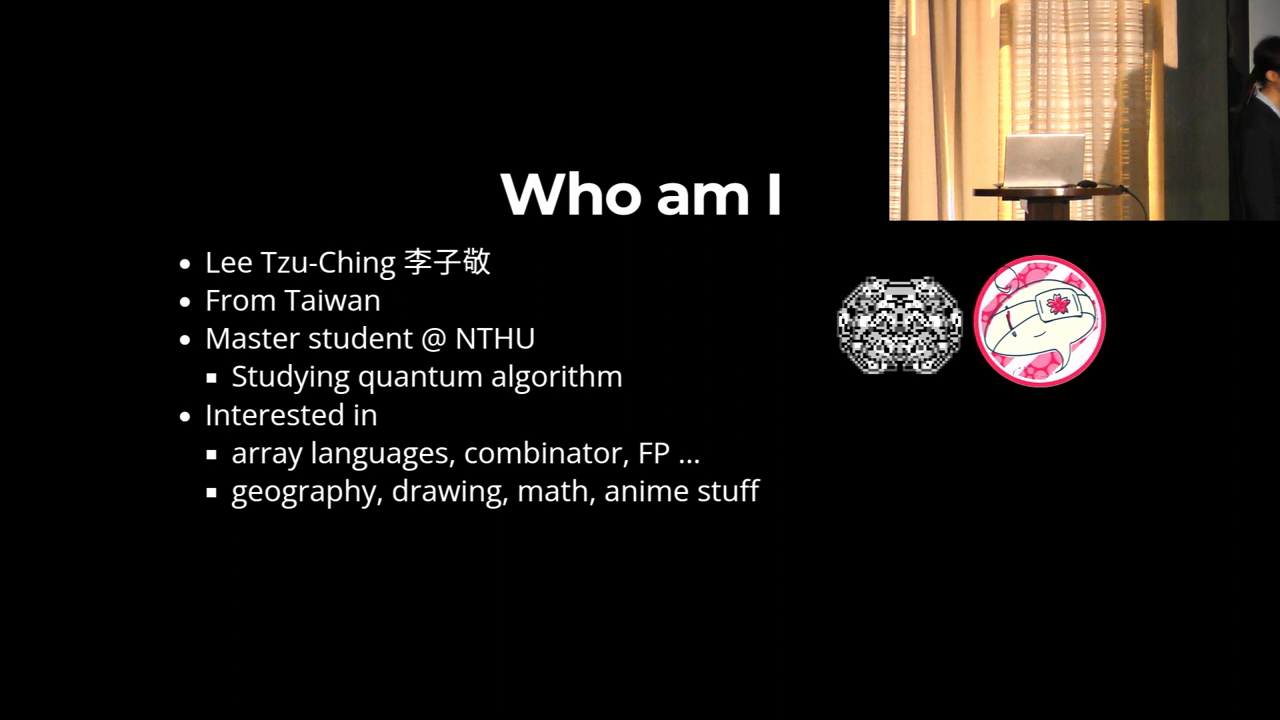 Who am I
Lee Tzu-Ching 李子敬
From Taiwan
Master student @ NTHU
Studying quantum algorithm
Interested in
array languages, combinator, FP ...
geography, drawing, math, anime stuff